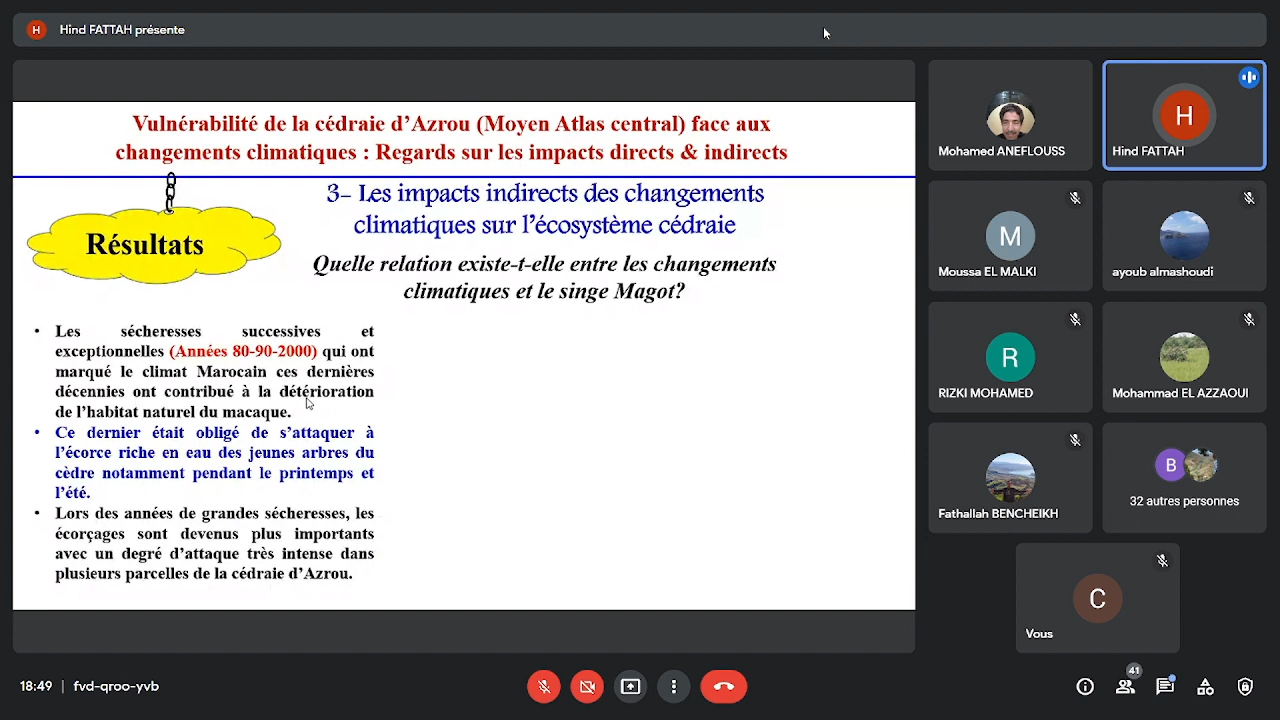 H Hind FATTAH présente
Vulnérabilité de la cédraie d’Azrou (Moyen Atlas central) face aux
changements climatiques : Regards sur les impacts directs & indirects
Résultats
3- Les impacts indirects des changements
climatiques sur l’écosystème cédraie
Quelle relation existe-t-elle entre les changements
climatiques et le singe Magot?
• Les sécheresses successives et
exceptionnelles (Années 80-90-2000) qui ont
marqué le climat Marocain ces dernières
décennies ont contribué à la détérioration
de l’habitat naturel du macaque.
• Ce dernier était obligé de s’attaquer à
l’écorce riche en eau des jeunes arbres du
cèdre notamment pendant le printemps et
l’été.
• Lors des années de grandes sécheresses, les
écorçages sont devenus plus importants
avec un degré d’attaque très intense dans
plusieurs parcelles de la cédraie d’Azrou.
Mohamed ANEFLOUSS
H
Hind FATTAH
M
Moussa EL MALKI
ayoub almashoudi
R
RIZKI MOHAMED
Mohammad EL AZZAOUI
Fathallah BENCHEIKH
B
32 autres personnes
C
Vous
18:49 | fvd-qroo-yvb
41